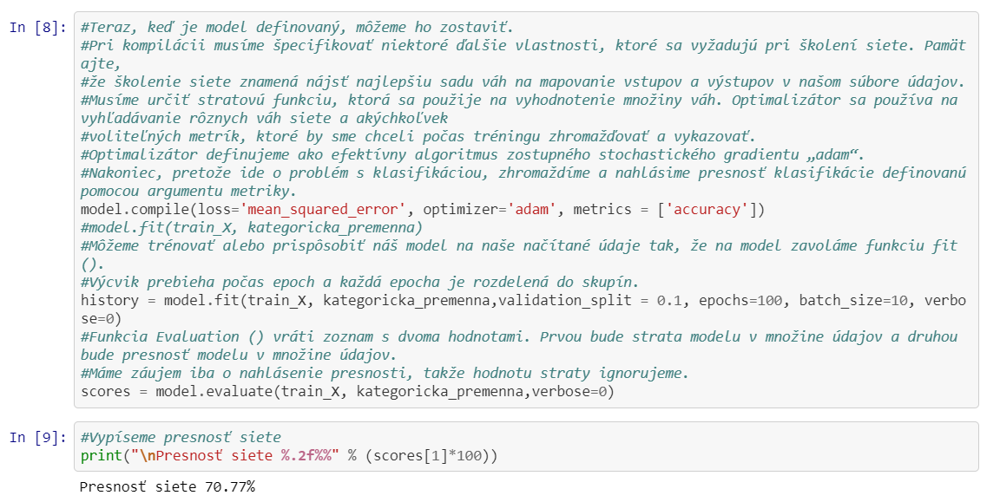 In [8]:
#Teraz, keď je model definovaný, môžeme ho zostaviť.
#Pri kompilácii musíme špecifikovať niektoré ďalšie vlastnosti, ktoré sa vyžadujú pri školení siete. Pamät
ajte,
#že školenie siete znamená nájsť najlepšiu sadu váh na mapovanie vstupov a výstupov v našom súbore údajov.
#Musíme určiť stratovú funkciu, ktorá sa použije na vyhodnotenie množiny váh. Optimalizátor sa používa na
vyhľadávanie rôznych váh siete a akýchkoľvek
#voliteľných metrík, ktoré by sme chceli počas tréningu zhromažďovať a vykazovať.
#Optimalizátor definujeme ako efektívny algoritmus zostupného stochastického gradientu „adam“.
#Nakoniec, pretože ide o problém s klasifikáciou, zhromaždíme a nahlásime presnosť klasifikácie definovanú
pomocou argumentu metriky.
model.compile(loss='mean_squared_error', optimizer='adam', metrics = ['accuracy'])
#model.fit(train_X, kategoricka_premenna)
#Môžeme trénovať alebo prispôsobiť náš model na naše načítané údaje tak, že na model zavoláme funkciu fit
().
#Výcvik prebieha počas epoch a každá epocha je rozdelená do skupín.
history = model.fit(train_X, kategoricka_premenna,validation_split = 0.1, epochs=100, batch_size=10, verbo
se=0)
#Funkcia Evaluation () vráti zoznam s dvoma hodnotami. Prvou bude strata modelu v množine údajov a druhou
bude presnosť modelu v množine údajov.
#Máme záujem iba o nahlásenie presnosti, takže hodnotu straty ignorujeme.
scores = model.evaluate(train_X, kategoricka_premenna,verbose=0)
In [9]:
#Vypíseme presnosť siete
print("\nPresnosť siete %.2f%%" % (scores[1]*100))
Presnosť siete 70.77%